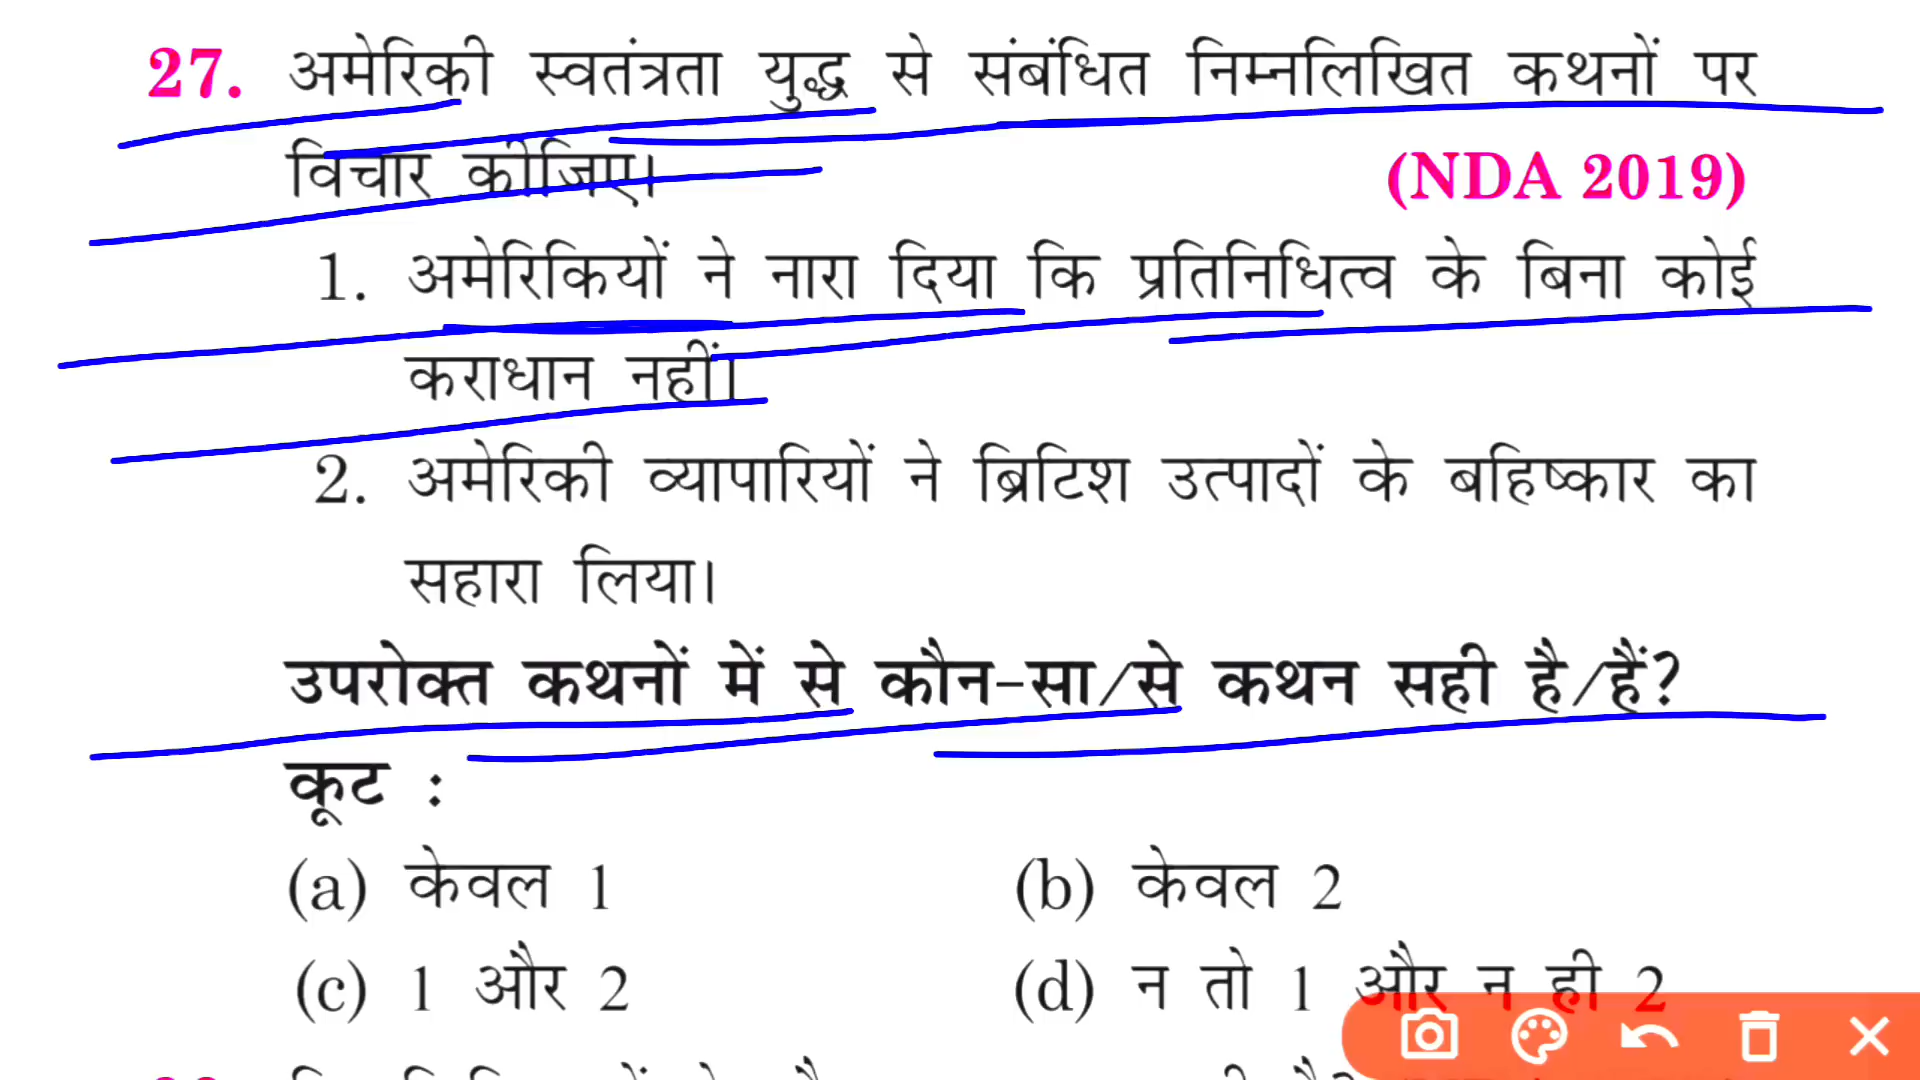 27. अमेरिकी स्वतंत्रता युद्ध से संबंधित निम्नलिखित कथनों पर
विचार कीजिए। (NDA 2019)
1. अमेरिकियों ने नारा दिया कि प्रतिनिधित्व के बिना कोई
कराधान नहीं।
2. अमेरिकी व्यापारियों ने ब्रिटिश उत्पादों के बहिष्कार का
सहारा लिया।
उपरोक्त कथनों में से कौन-सा/से कथन सही है/हैं?
कूट :
(a) केवल 1 (b) केवल 2
(c) 1 और 2 (d) न तो 1 और न ही 2